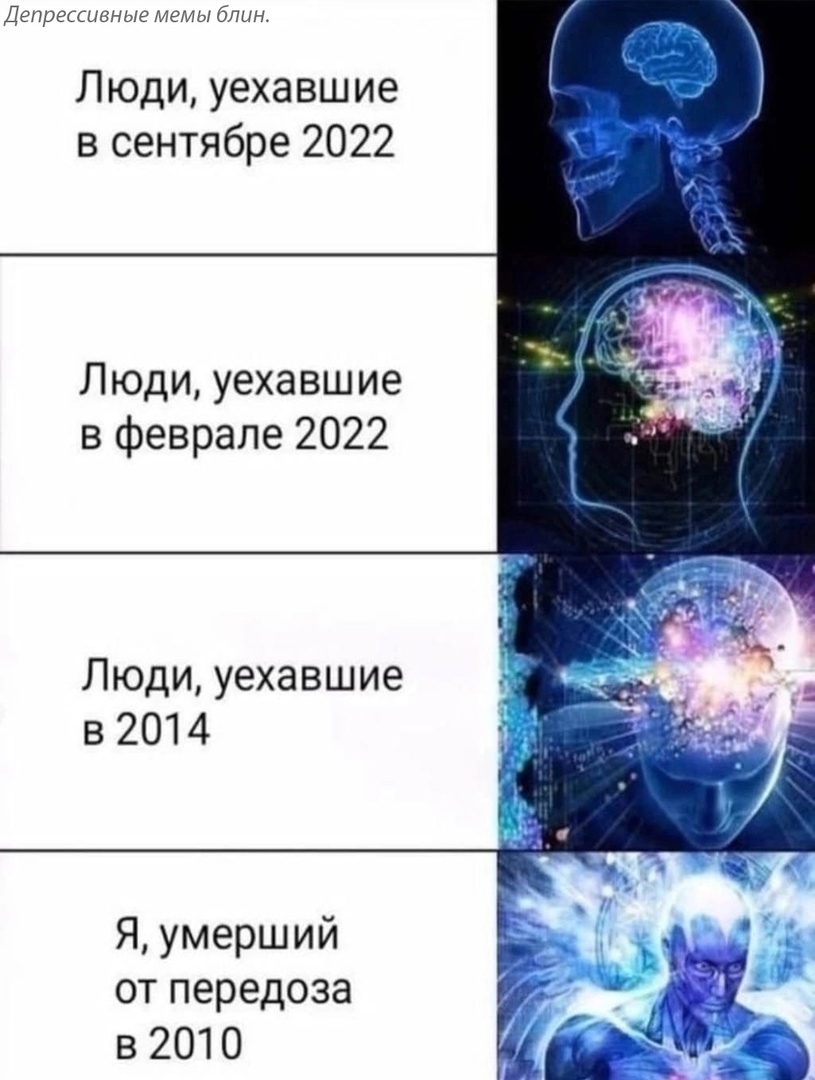 Депрессивные мемы блин.
Люди, уехавшие
в сентябре 2022
Люди, уехавшие
в феврале 2022
Люди, уехавшие
в 2014
Я, умерший
от передоза
в 2010